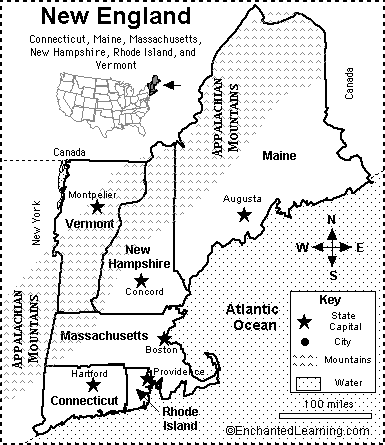 New England
Connecticut, Maine, Massachusetts,
New Hampshire, Rhode Island, and
Vermont
Canada
APPALACHIAN
MOUNTAINS
Maine
Canada
Montpelier
Vermont
New York
Augusta
New
Hampshire
Concord
N
W
E
S
Atlantic
Ocean
APPALACHIAN
MOUNTAINS
Massachusetts
Boston
Hartford
Connecticut
Providence
Rhode
Island
Key
State
Capital
City
Mountains
Water
100 miles
©EnchantedLearning.com